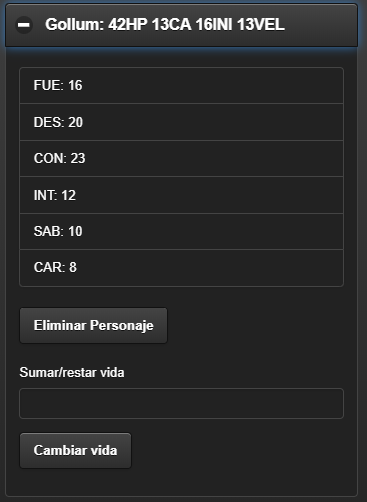 Gollum: 42HP 13CA 16INI 13VEL
FUE: 16
DES: 20
CON: 23
INT: 12
SAB: 10
CAR: 8
Eliminar Personaje
Sumar/restar vida
Cambiar vida